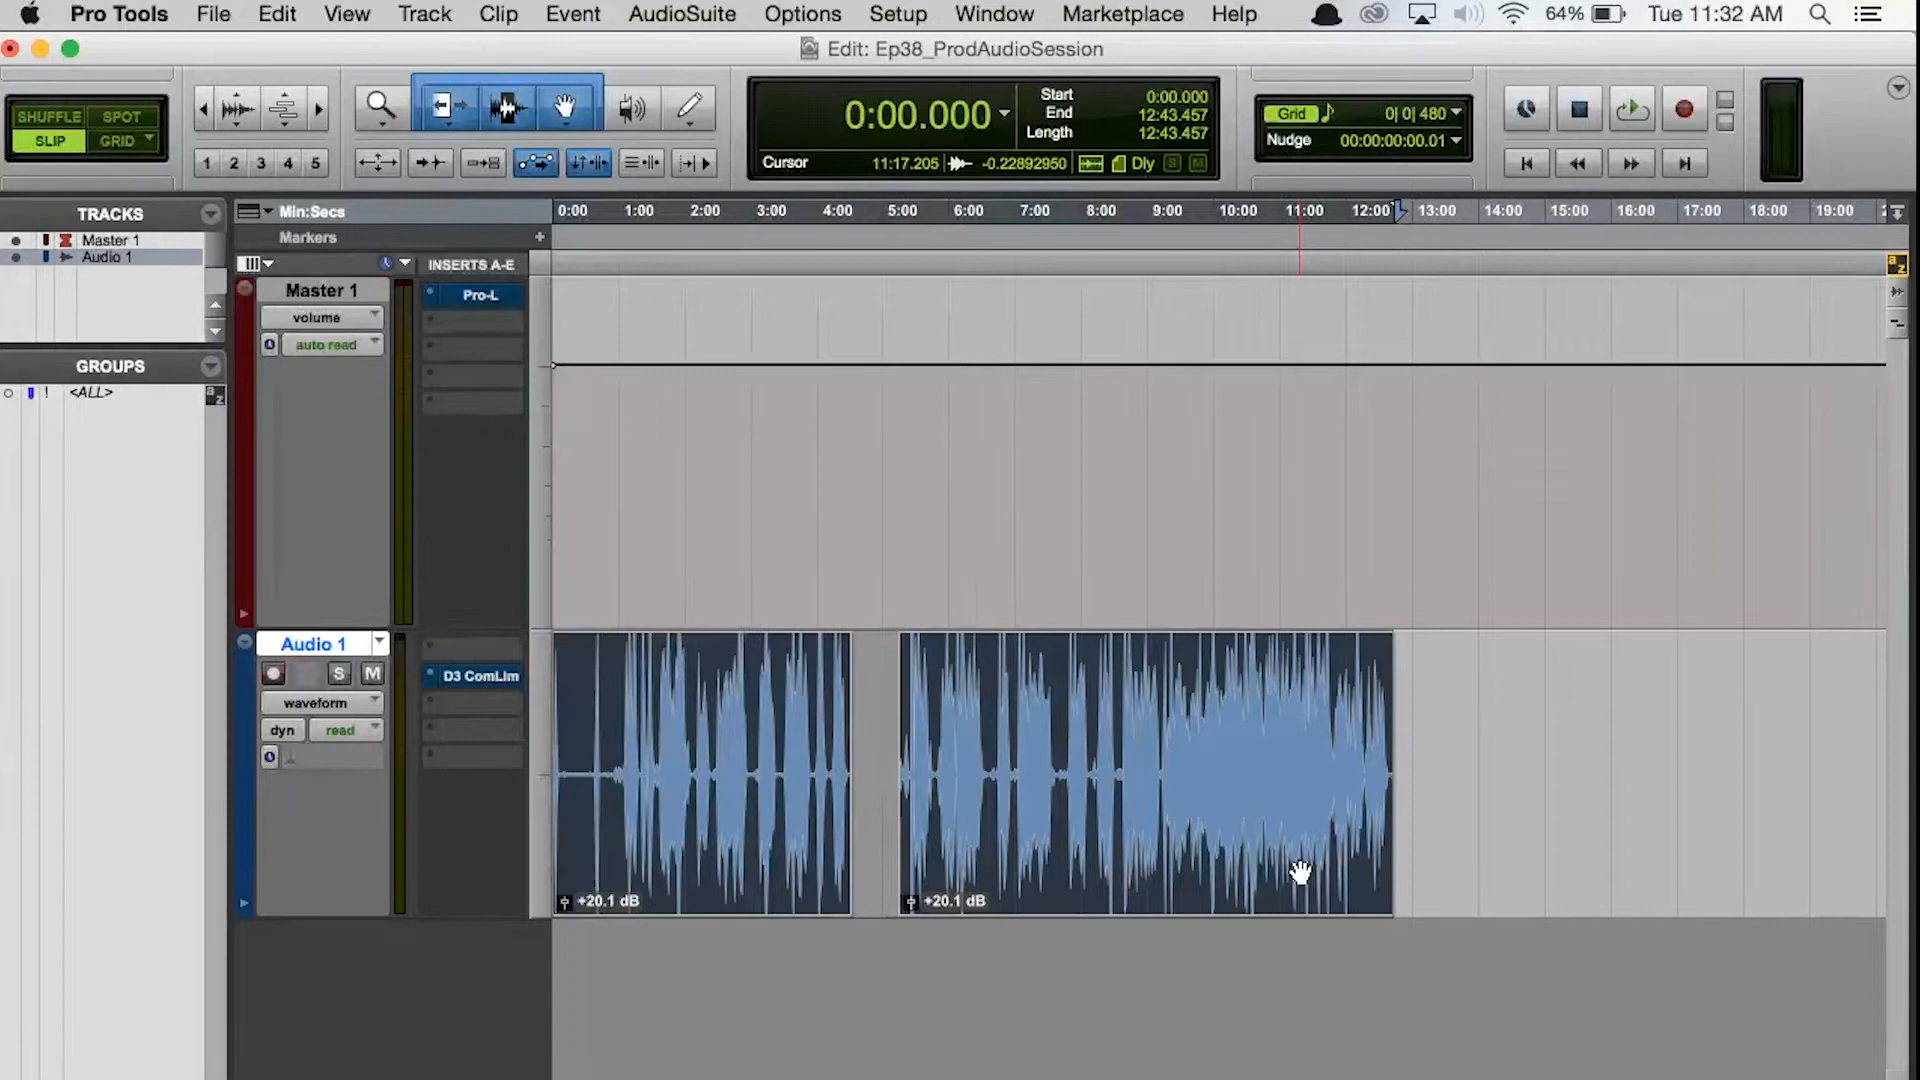 Pro Tools File Edit View Track Clip Event AudioSuite Options Setup Window Marketplace Help 64% Tue 11:32 AM
Edit: Ep38_ProdAudioSession
SHUFFLE SPOT
SLIP GRID
1 2 3 4 5
0:00.000
Start 0:00.000
End 12:43.457
Length 12:43.457
Cursor 11:17.205 -0.22892950 Dly S M
Grid 0| 0| 480
Nudge 00:00:00:00.01
TRACKS
Master 1
Audio 1
GROUPS
! <ALL>
a z
Min:Secs 0:00 1:00 2:00 3:00 4:00 5:00 6:00 7:00 8:00 9:00 10:00 11:00 12:00 13:00 14:00 15:00 16:00 17:00 18:00 19:00
Markers +
INSERTS A-E
a z
Master 1
Pro-L
volume
auto read
Audio 1
S M
D3 ComLim
waveform
dyn read
+20.1 dB +20.1 dB